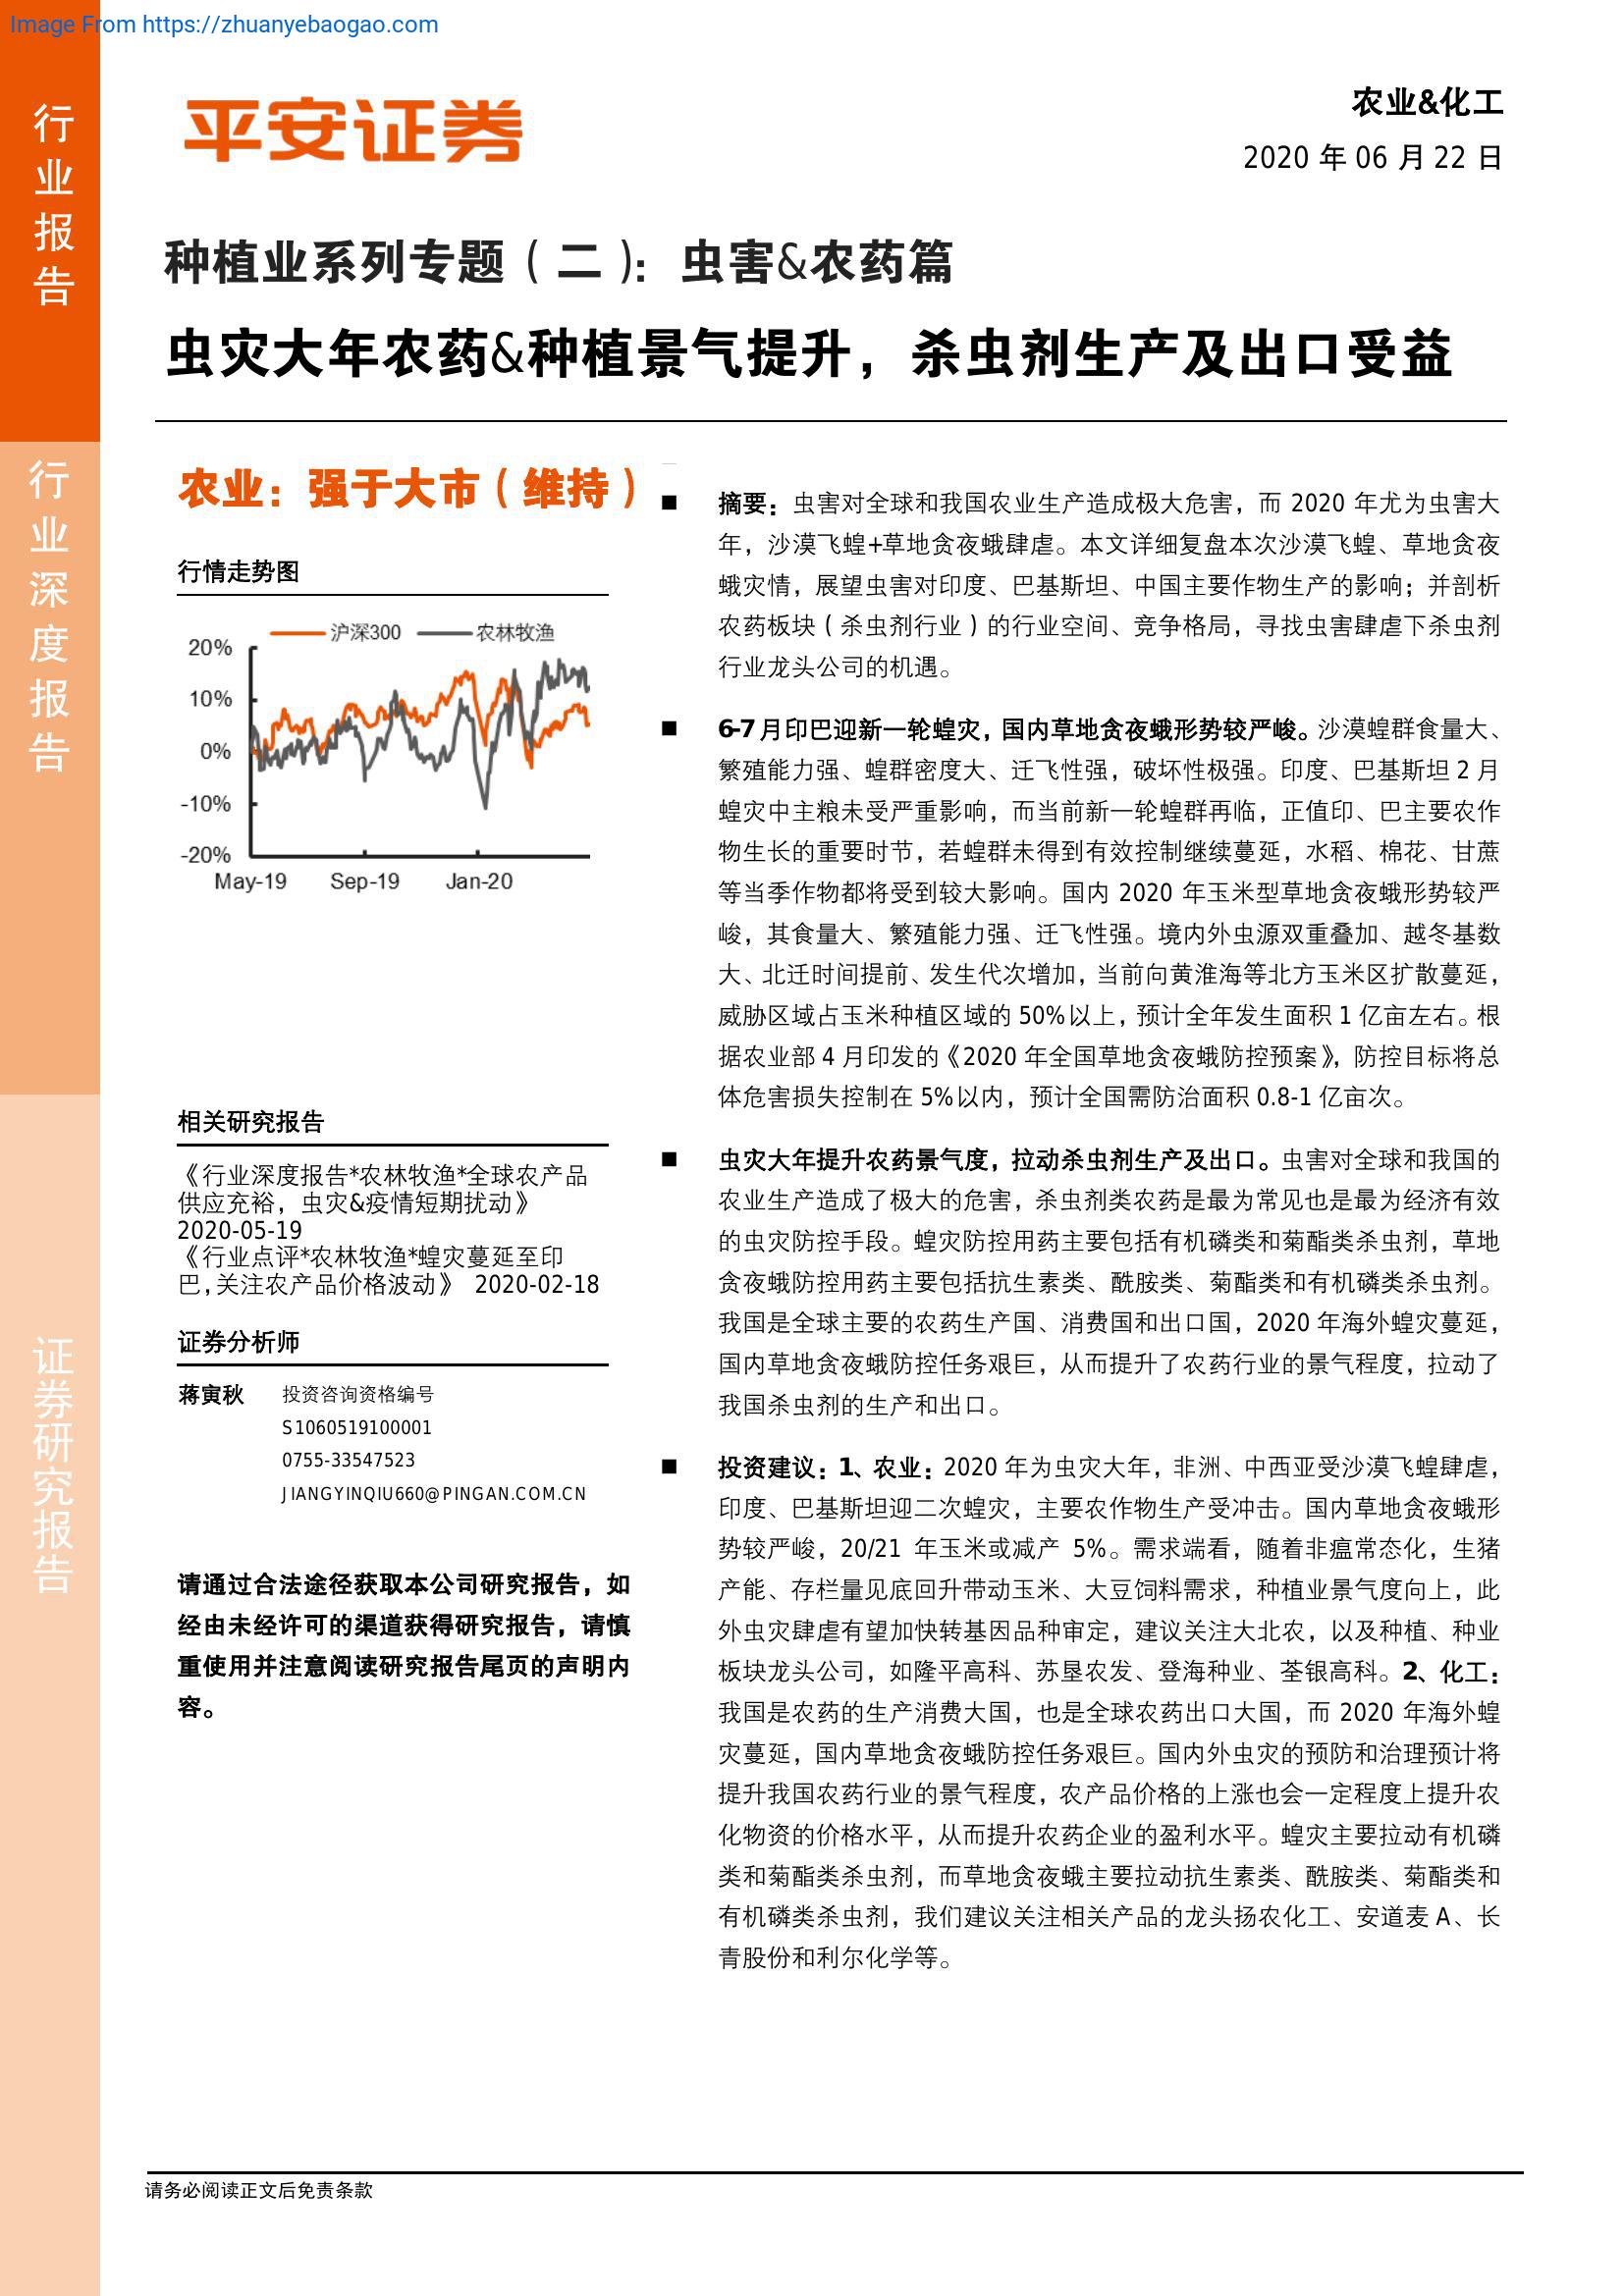 Image From https://zhuanyebaogao.com
行业报告
行业深度报告
证券研究报告
平安证券
农业&化工
2020 年 06 月 22 日
种植业系列专题（二）：虫害&农药篇
虫灾大年农药&种植景气提升，杀虫剂生产及出口受益
农业：强于大市（维持）
行情走势图
沪深300 农林牧渔
20%
10%
0%
-10%
-20%
May-19 Sep-19 Jan-20
相关研究报告
《行业深度报告*农林牧渔*全球农产品
供应充裕，虫灾&疫情短期扰动》
2020-05-19
《行业点评*农林牧渔*蝗灾蔓延至印
巴,关注农产品价格波动》 2020-02-18
证券分析师
蒋寅秋 投资咨询资格编号
S1060519100001
0755-33547523
JIANGYINQIU660@PINGAN.COM.CN
请通过合法途径获取本公司研究报告，如
经由未经许可的渠道获得研究报告，请慎
重使用并注意阅读研究报告尾页的声明内
容。
■ 摘要：虫害对全球和我国农业生产造成极大危害，而 2020 年尤为虫害大
年，沙漠飞蝗+草地贪夜蛾肆虐。本文详细复盘本次沙漠飞蝗、草地贪夜
蛾灾情，展望虫害对印度、巴基斯坦、中国主要作物生产的影响；并剖析
农药板块（杀虫剂行业）的行业空间、竞争格局，寻找虫害肆虐下杀虫剂
行业龙头公司的机遇。
■ 6-7 月印巴迎新一轮蝗灾，国内草地贪夜蛾形势较严峻。沙漠蝗群食量大、
繁殖能力强、蝗群密度大、迁飞性强，破坏性极强。印度、巴基斯坦 2 月
蝗灾中主粮未受严重影响，而当前新一轮蝗群再临，正值印、巴主要农作
物生长的重要时节，若蝗群未得到有效控制继续蔓延，水稻、棉花、甘蔗
等当季作物都将受到较大影响。国内 2020 年玉米型草地贪夜蛾形势较严
峻，其食量大、繁殖能力强、迁飞性强。境内外虫源双重叠加、越冬基数
大、北迁时间提前、发生代次增加，当前向黄淮海等北方玉米区扩散蔓延，
威胁区域占玉米种植区域的 50%以上，预计全年发生面积 1 亿亩左右。根
据农业部 4 月印发的《2020 年全国草地贪夜蛾防控预案》，防控目标将总
体危害损失控制在 5%以内，预计全国需防治面积 0.8-1 亿亩次。
■ 虫灾大年提升农药景气度，拉动杀虫剂生产及出口。虫害对全球和我国的
农业生产造成了极大的危害，杀虫剂类农药是最为常见也是最为经济有效
的虫灾防控手段。蝗灾防控用药主要包括有机磷类和菊酯类杀虫剂，草地
贪夜蛾防控用药主要包括抗生素类、酰胺类、菊酯类和有机磷类杀虫剂。
我国是全球主要的农药生产国、消费国和出口国，2020 年海外蝗灾蔓延，
国内草地贪夜蛾防控任务艰巨，从而提升了农药行业的景气程度，拉动了
我国杀虫剂的生产和出口。
■ 投资建议：1、农业：2020 年为虫灾大年，非洲、中西亚受沙漠飞蝗肆虐，
印度、巴基斯坦迎二次蝗灾，主要农作物生产受冲击。国内草地贪夜蛾形
势较严峻，20/21 年玉米或减产 5%。需求端看，随着非瘟常态化，生猪
产能、存栏量见底回升带动玉米、大豆饲料需求，种植业景气度向上，此
外虫灾肆虐有望加快转基因品种审定，建议关注大北农，以及种植、种业
板块龙头公司，如隆平高科、苏垦农发、登海种业、荃银高科。2、化工：
我国是农药的生产消费大国，也是全球农药出口大国，而 2020 年海外蝗
灾蔓延，国内草地贪夜蛾防控任务艰巨。国内外虫灾的预防和治理预计将
提升我国农药行业的景气程度，农产品价格的上涨也会一定程度上提升农
化物资的价格水平，从而提升农药企业的盈利水平。蝗灾主要拉动有机磷
类和菊酯类杀虫剂，而草地贪夜蛾主要拉动抗生素类、酰胺类、菊酯类和
有机磷类杀虫剂，我们建议关注相关产品的龙头扬农化工、安道麦 A、长
青股份和利尔化学等。
请务必阅读正文后免责条款